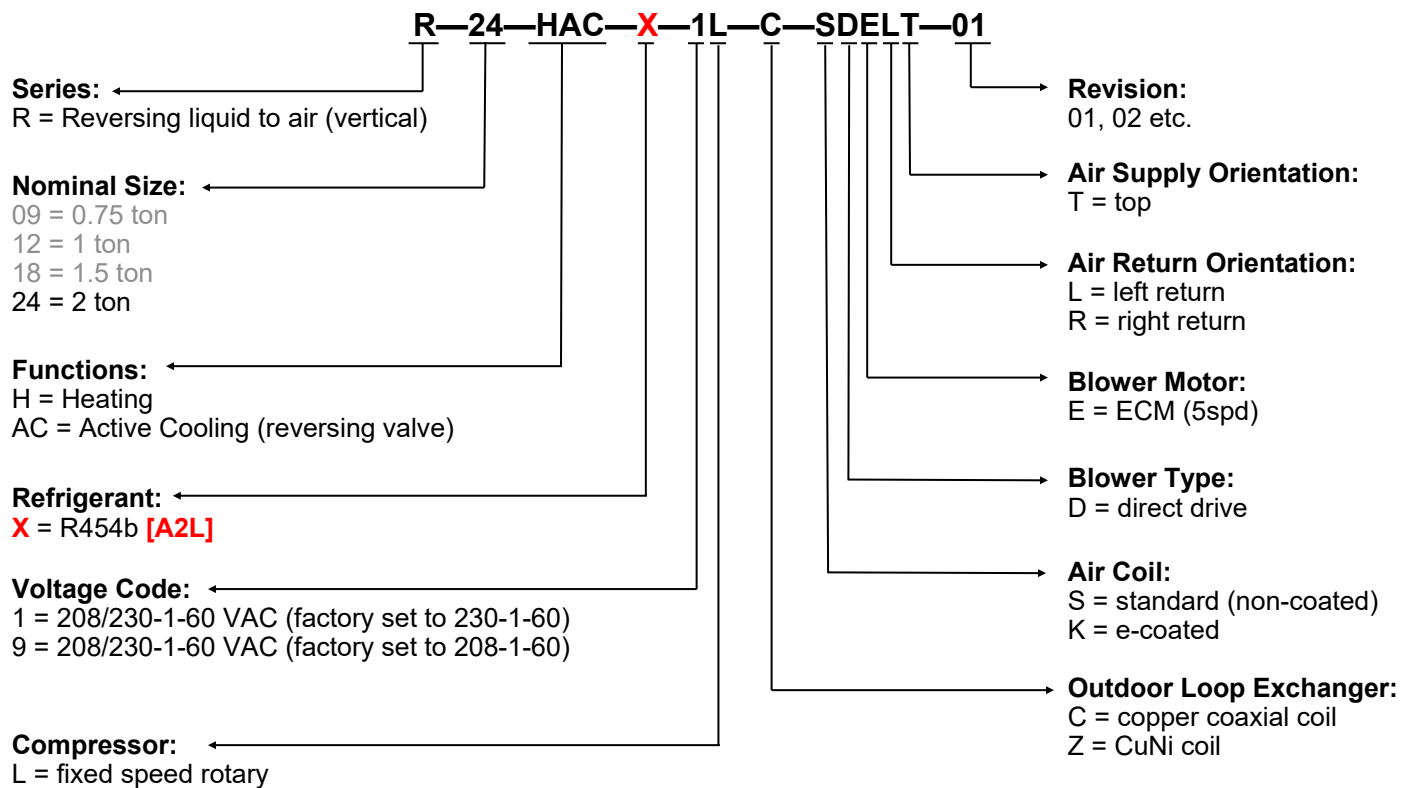 R—24—HAC—X—1L—C—SDELT—01
Series:
R = Reversing liquid to air (vertical)
Nominal Size:
09 = 0.75 ton
12 = 1 ton
18 = 1.5 ton
24 = 2 ton
Functions:
H = Heating
AC = Active Cooling (reversing valve)
Refrigerant:
X = R454b [A2L]
Voltage Code:
1 = 208/230-1-60 VAC (factory set to 230-1-60)
9 = 208/230-1-60 VAC (factory set to 208-1-60)
Compressor:
L = fixed speed rotary
Revision:
01, 02 etc.
Air Supply Orientation:
T = top
Air Return Orientation:
L = left return
R = right return
Blower Motor:
E = ECM (5spd)
Blower Type:
D = direct drive
Air Coil:
S = standard (non-coated)
K = e-coated
Outdoor Loop Exchanger:
C = copper coaxial coil
Z = CuNi coil